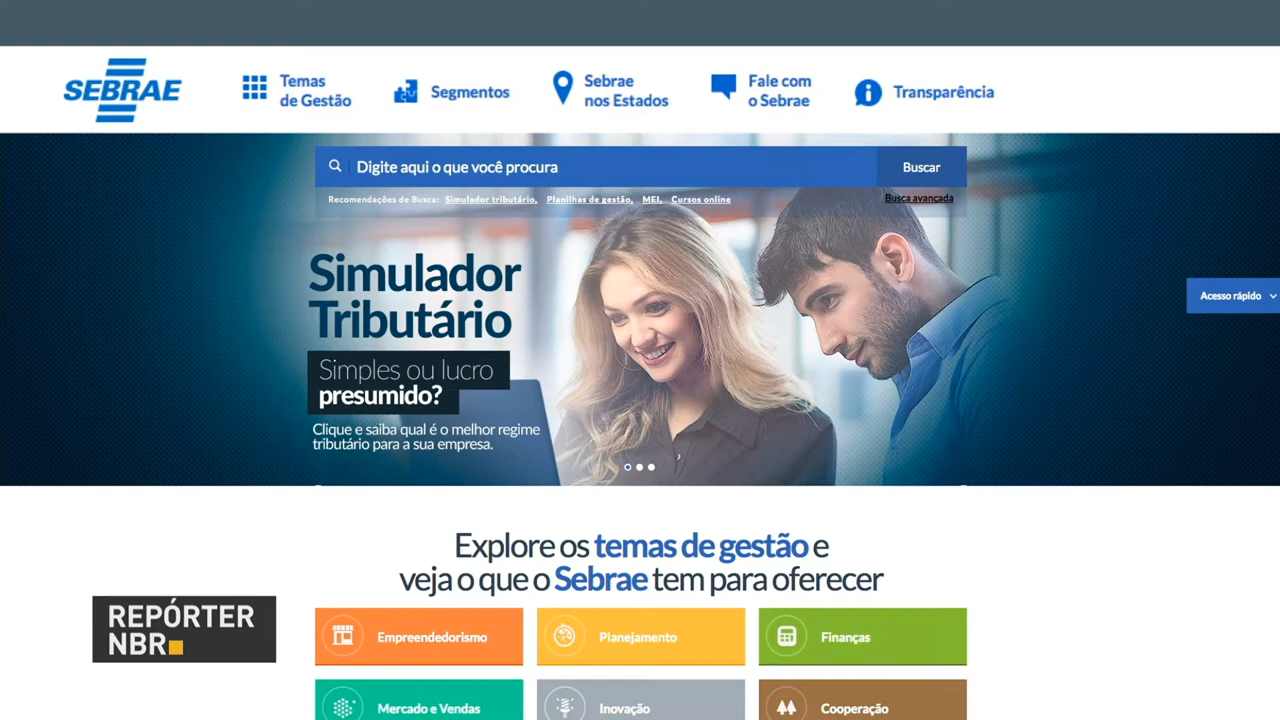 SEBRAE
Temas
de Gestão
Segmentos
Sebrae
nos Estados
Fale com
o Sebrae
Transparência
Digite aqui o que você procura
Buscar
Recomendações de Busca: Simulador tributário, Planilhas de gestão, MEI, Cursos online
Busca avançada
Simulador
Tributário
Simples ou lucro
presumido?
Clique e saiba qual é o melhor regime
tributário para a sua empresa.
Acesso rápido
Explore os temas de gestão e
veja o que o Sebrae tem para oferecer
REPÓRTER
NBR
Empreendedorismo
Planejamento
Finanças
Mercado e Vendas
Inovação
Cooperação